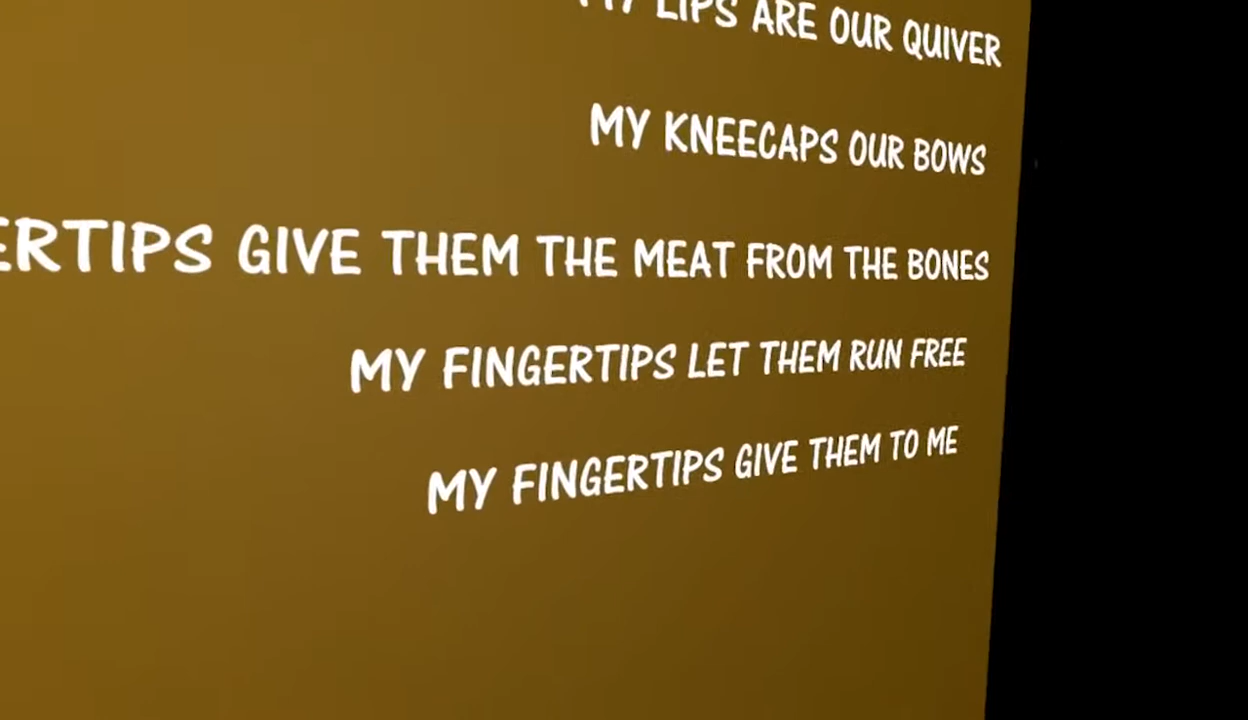 LIPS ARE OUR QUIVER
MY KNEECAPS OUR BOWS
GIVE THEM THE MEAT FROM THE BONES
MY FINGERTIPS LET THEM RUN FREE
MY FINGERTIPS GIVE THEM TO ME